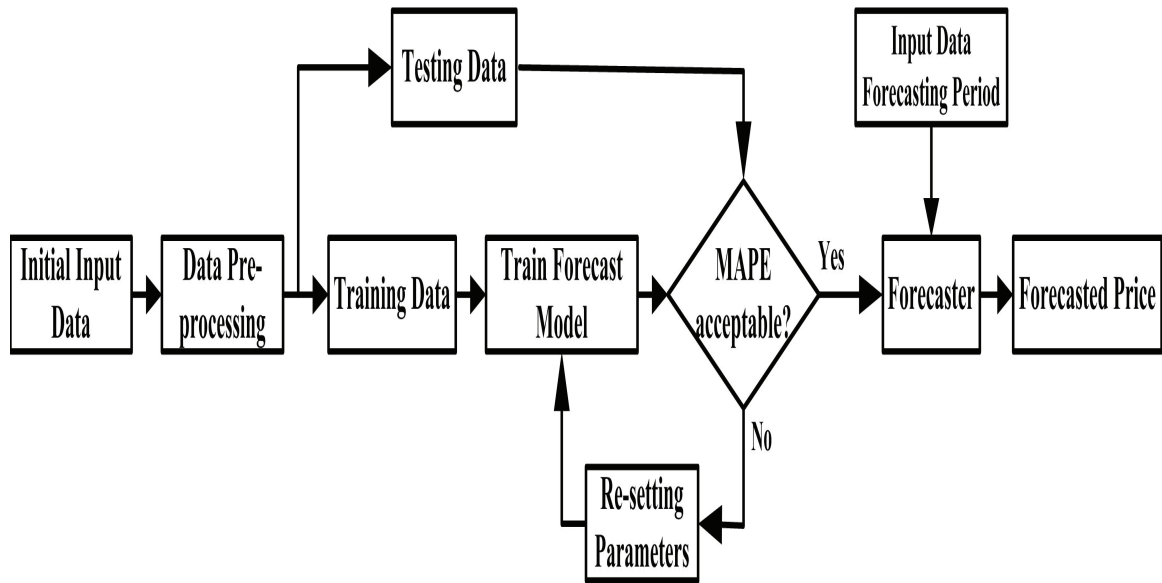 Testing Data
Input Data
Forecasting Period
Initial Input
Data
Data Pre-
processing
Training Data
Train Forecast
Model
MAPE
acceptable?
Yes
Forecaster
Forecasted Price
No
Re-setting
Parameters